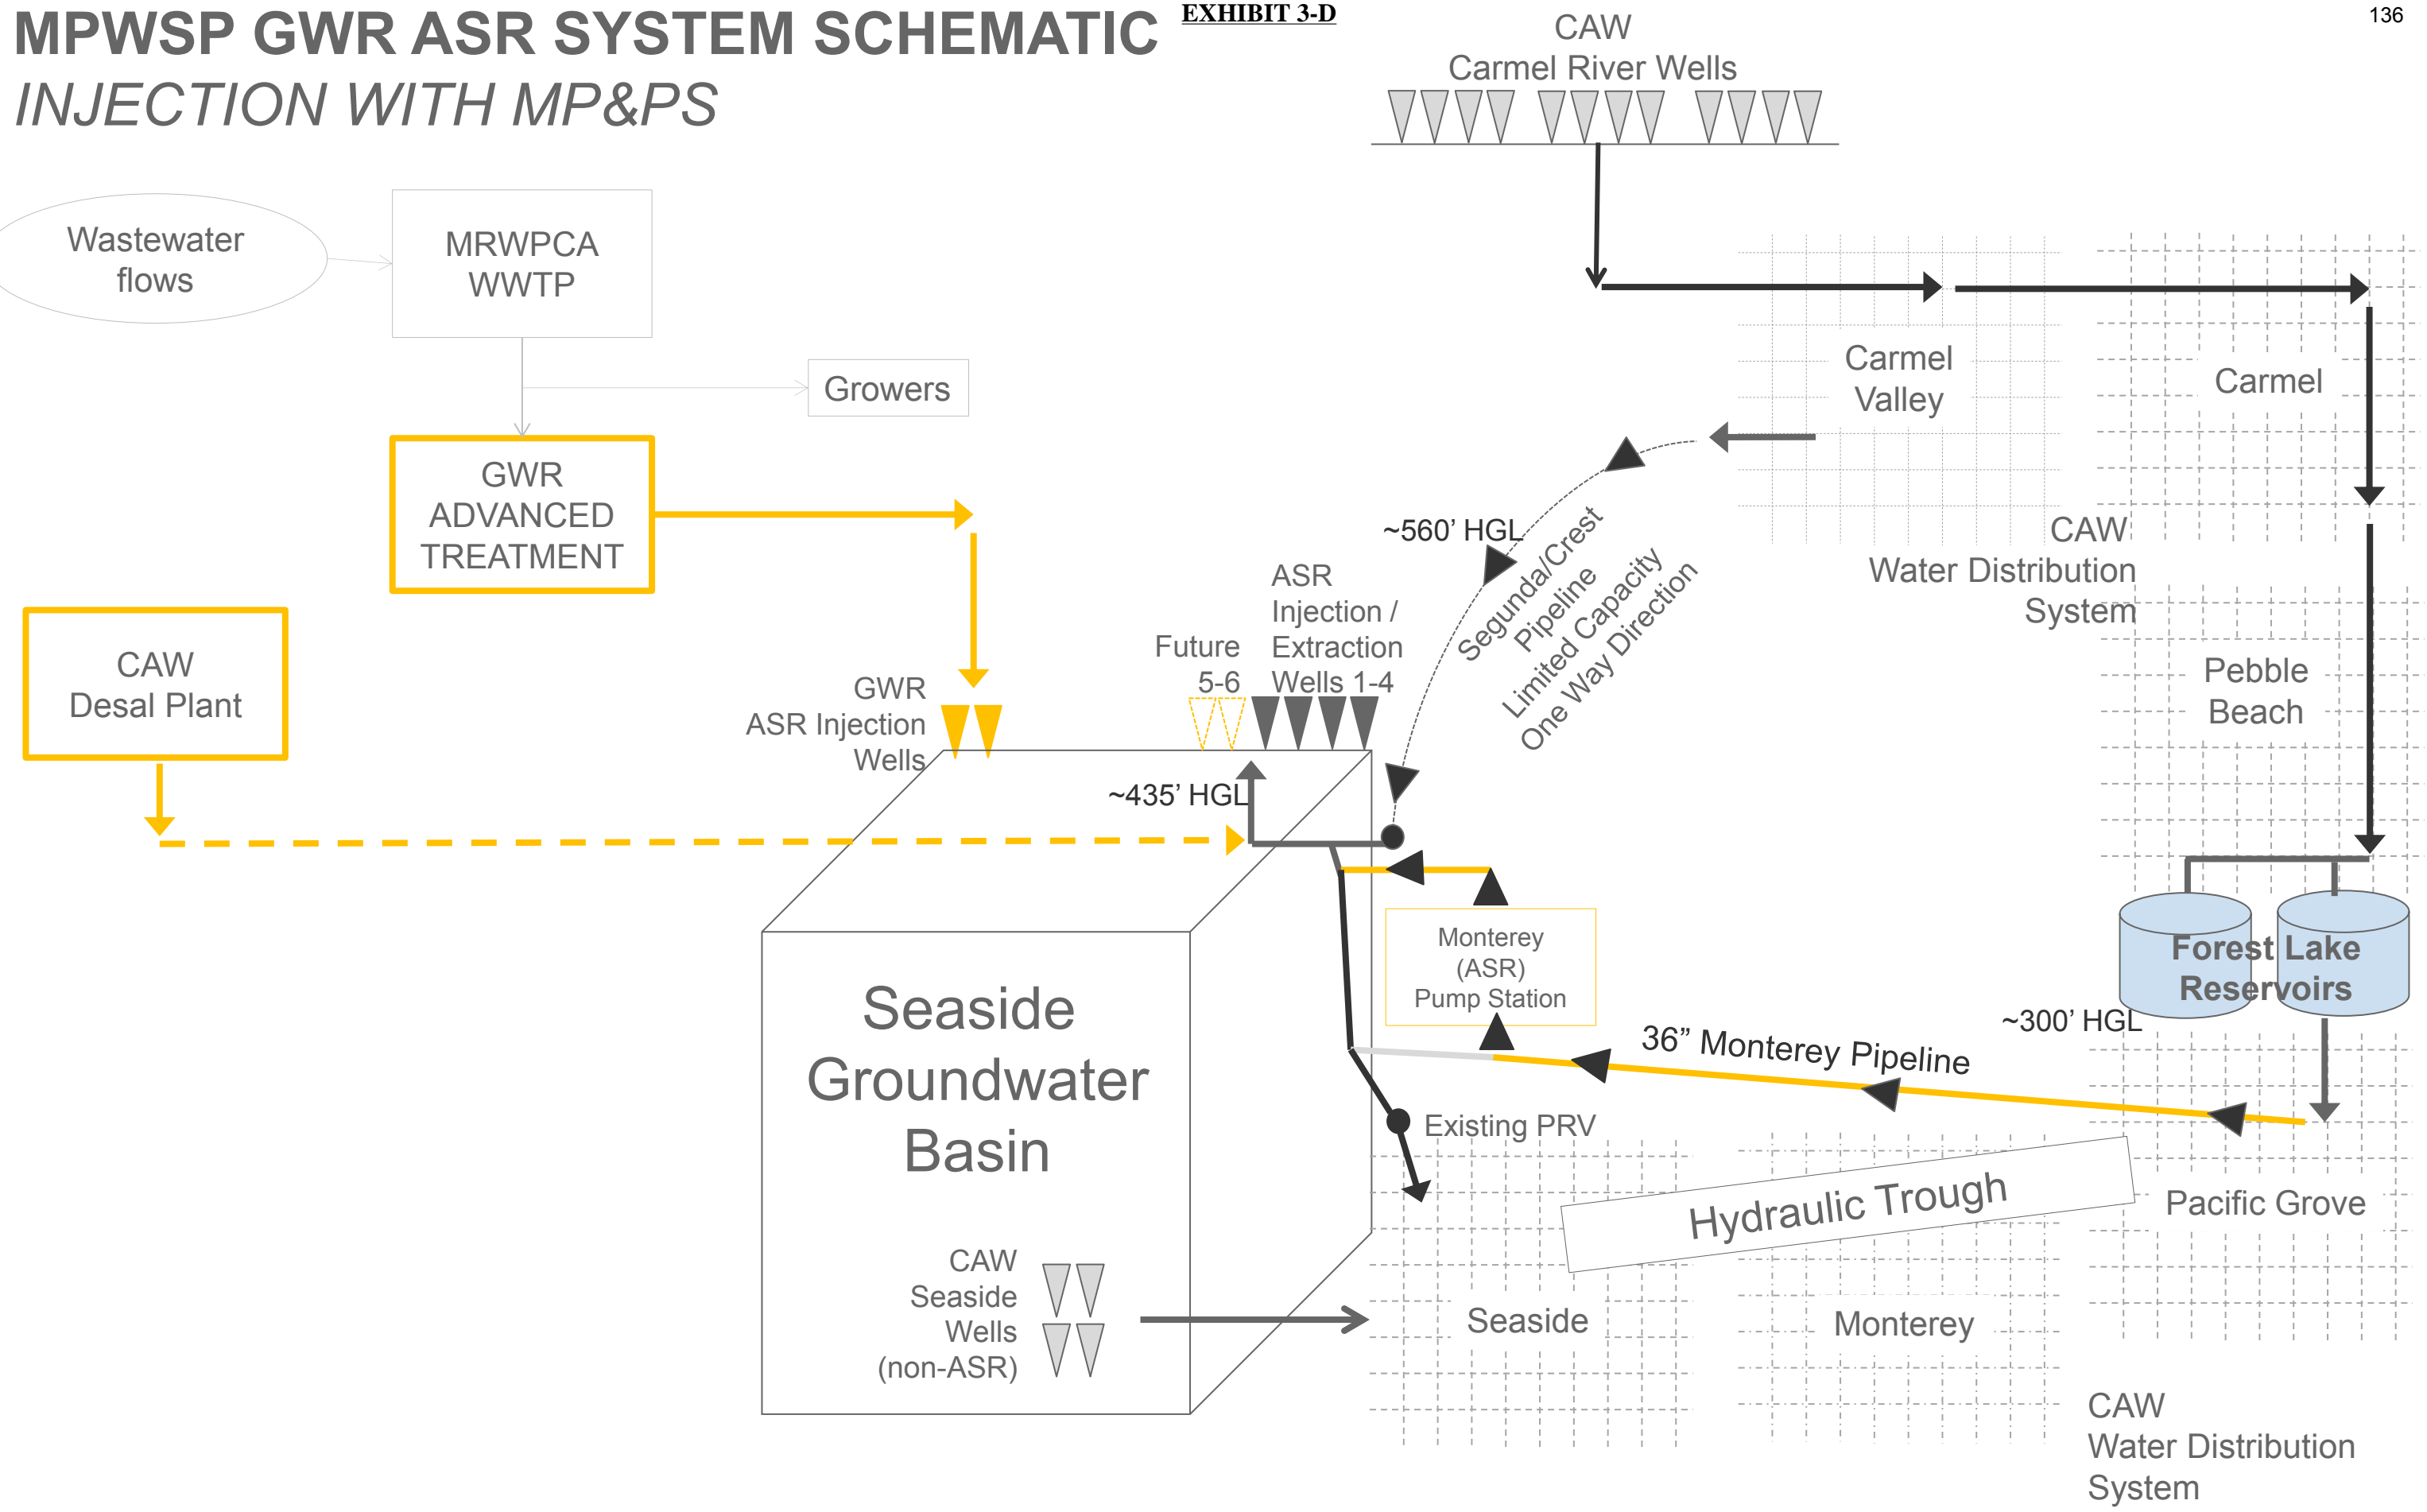 MPWSP GWR ASR SYSTEM SCHEMATIC
EXHIBIT 3-D
136
INJECTION WITH MP&PS
CAW
Carmel River Wells
Wastewater
flows
MRWPCA
WWTP
Growers
GWR
ADVANCED
TREATMENT
CAW
Desal Plant
GWR
ASR Injection
Wells
Future
5-6
ASR
Injection /
Extraction
Wells 1-4
~560’ HGL
Segunda/Crest
Pipeline
Limited Capacity
One Way Direction
Carmel
Valley
Carmel
CAW
Water Distribution
System
Pebble
Beach
~435’ HGL
Monterey
(ASR)
Pump Station
Forest Lake
Reservoirs
~300’ HGL
36” Monterey Pipeline
Seaside
Groundwater
Basin
Existing PRV
Hydraulic Trough
Pacific Grove
CAW
Seaside
Wells
(non-ASR)
Seaside
Monterey
CAW
Water Distribution
System